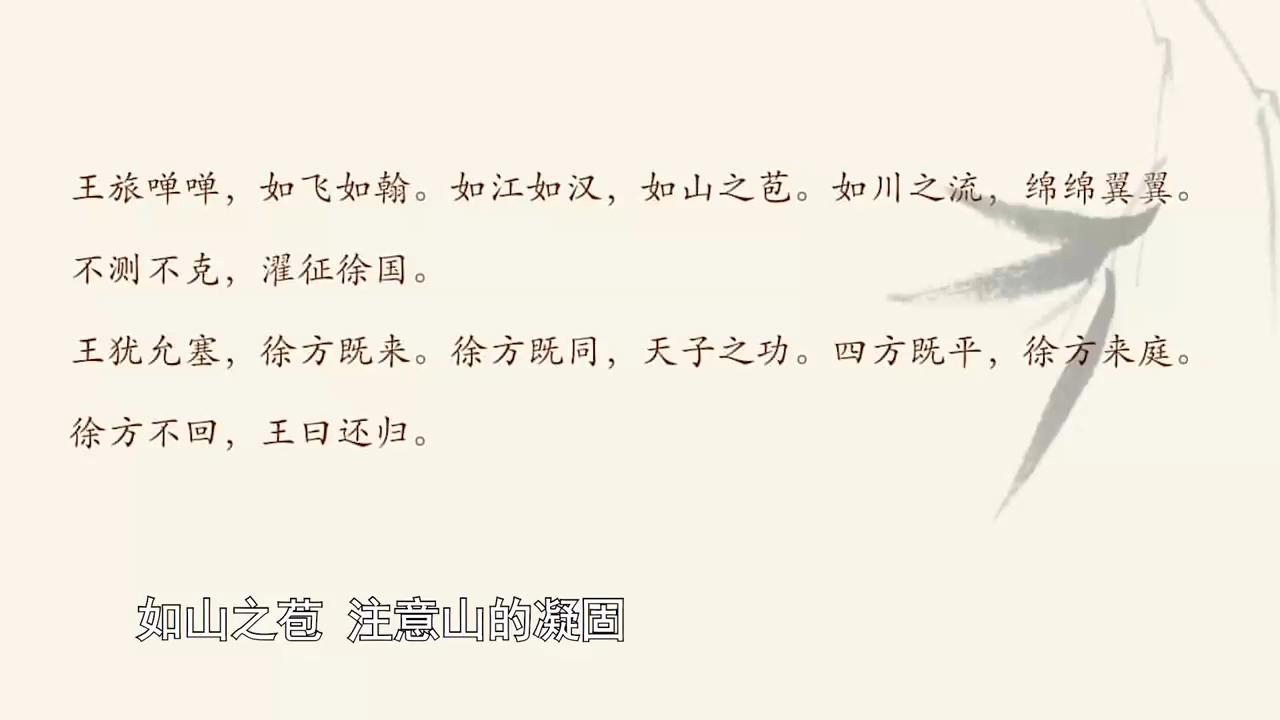 王旅啴啴，如飞如翰。如江如汉，如山之苞。如川之流，绵绵翼翼。
不测不克，濯征徐国。
王犹允塞，徐方既来。徐方既同，天子之功。四方既平，徐方来庭。
徐方不回，王曰还归。
如山之苞 注意山的凝固